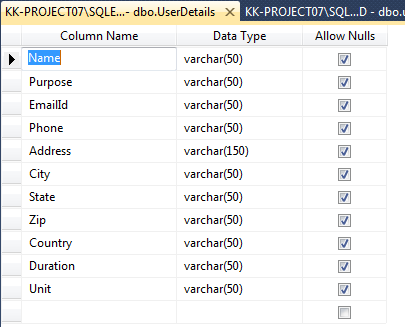 KK-PROJECT07\SQLE...- dbo.UserDetails KK-PROJECT07\SQL...D - dbo.u
Column Name Data Type Allow Nulls
Name varchar(50)
Purpose varchar(50)
EmailId varchar(50)
Phone varchar(50)
Address varchar(150)
City varchar(50)
State varchar(50)
Zip varchar(50)
Country varchar(50)
Duration varchar(50)
Unit varchar(50)